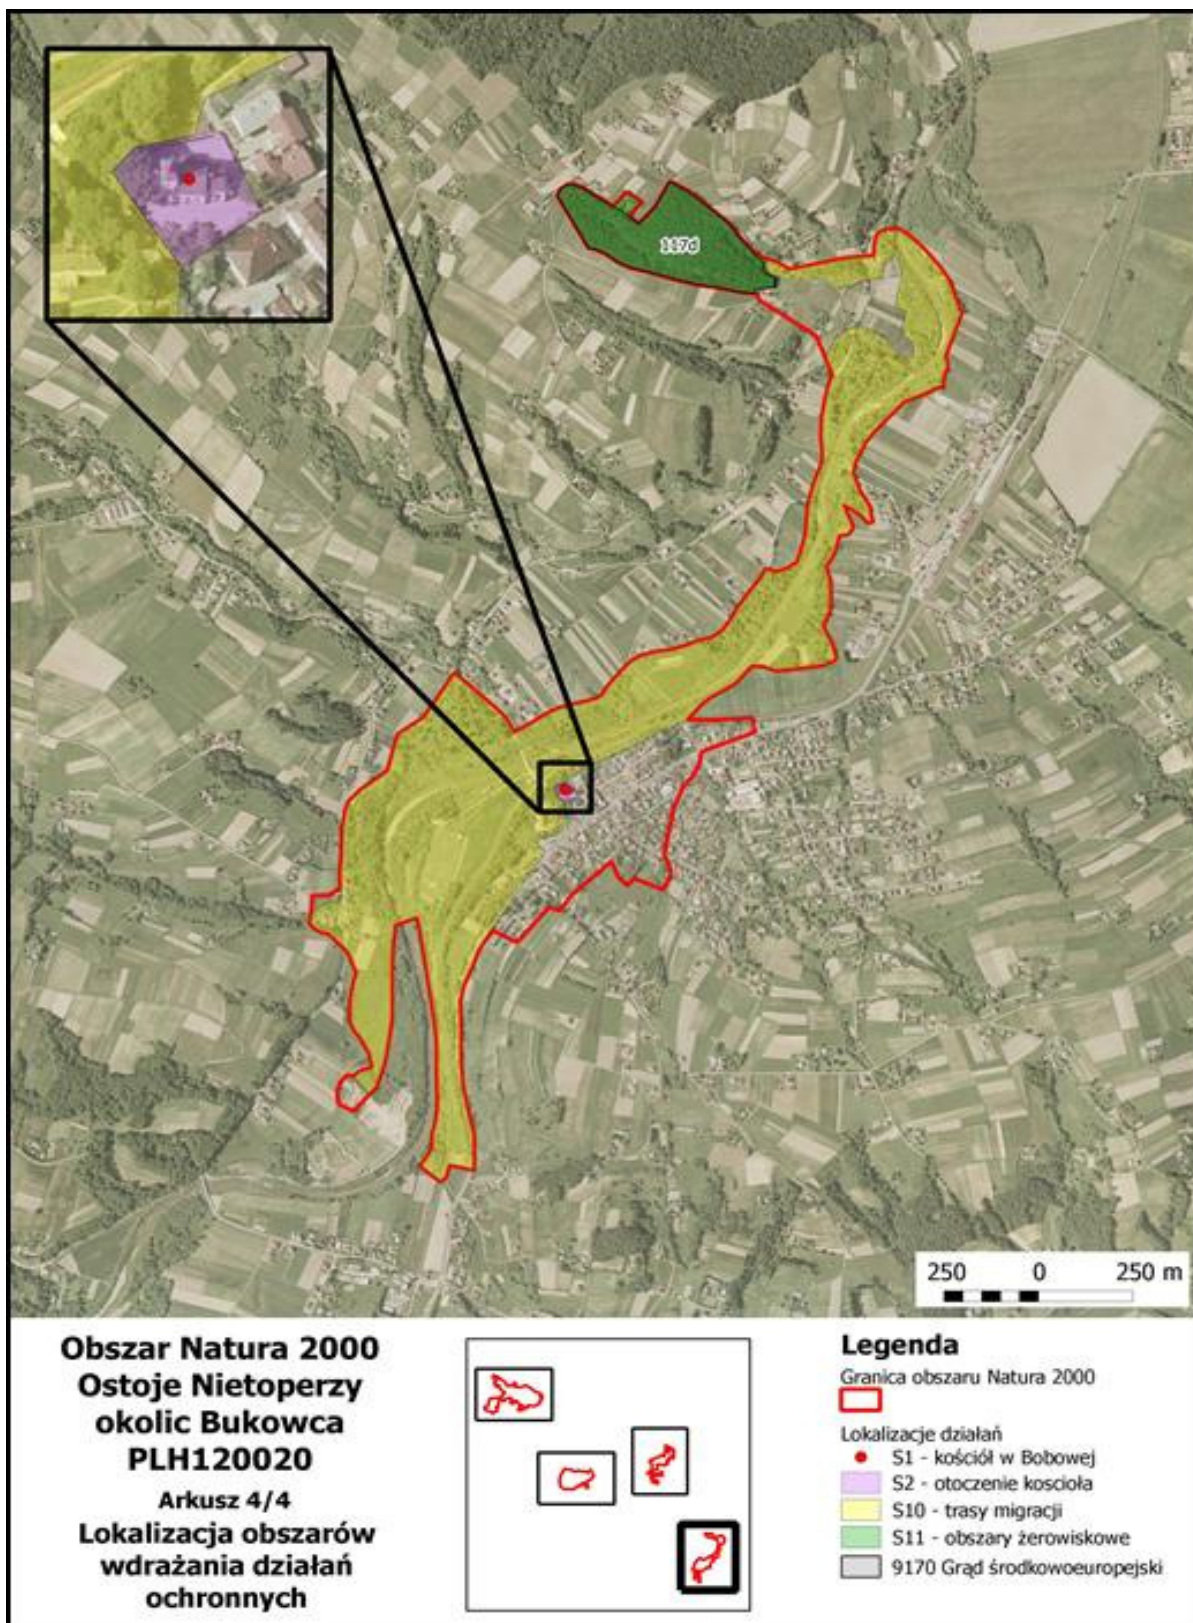 117d
250 0 250 m
Obszar Natura 2000
Ostoje Nietoperzy
okolic Bukowca
PLH120020
Arkusz 4/4
Lokalizacja obszarów
wdrażania działań
ochronnych
Legenda
Granica obszaru Natura 2000
Lokalizacje działań
S1 - kościół w Bobowej
S2 - otoczenie koscioła
S10 - trasy migracji
S11 - obszary żerowiskowe
9170 Grąd środkowoeuropejski